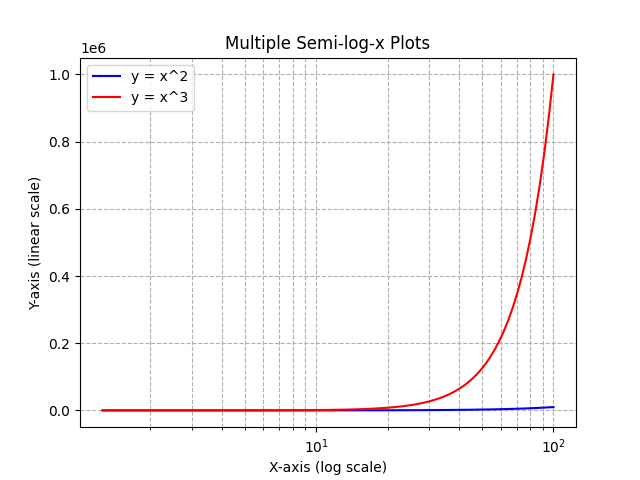 Multiple Semi-log-x Plots
1e6
y = x^2
y = x^3
1.0
0.8
0.6
0.4
0.2
0.0
Y-axis (linear scale)
10^1
10^2
X-axis (log scale)